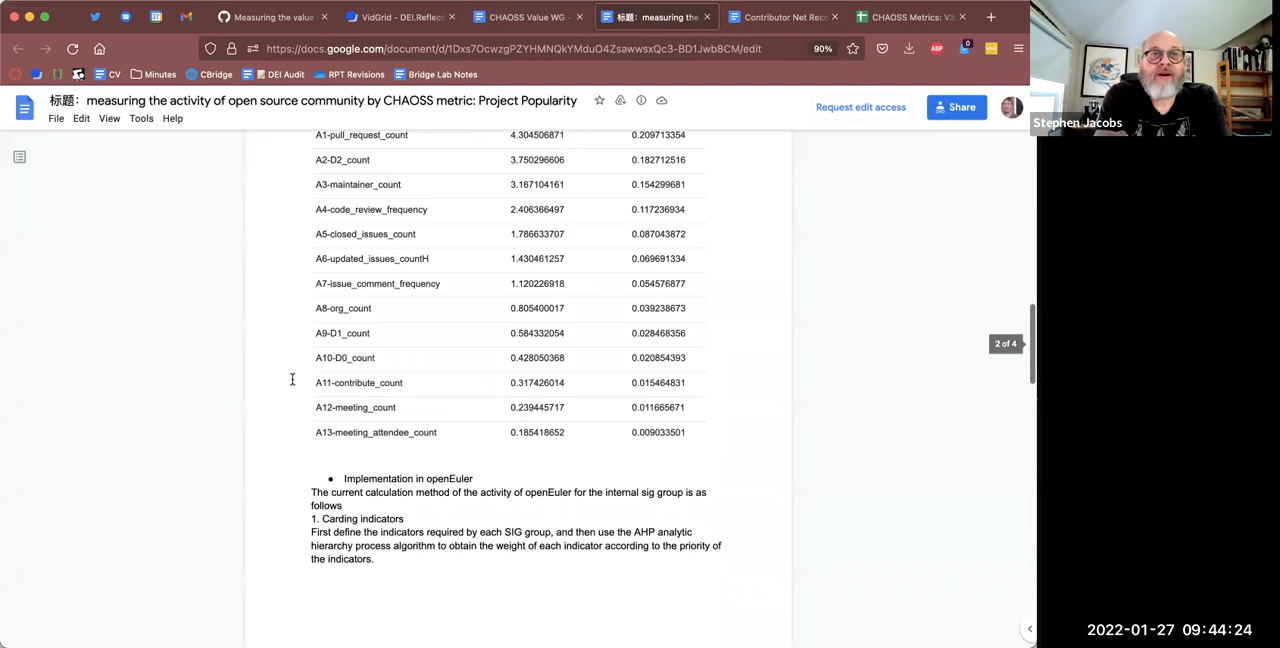 Measuring the value
VidGrid - DEI.Reflect
CHAOSS Value WG -
标题：measuring the
Contributor Net Reco
CHAOSS Metrics: V3
https://docs.google.com/document/d/1Dxs7OcwzgPZYHMNQkYMduO4ZsawwsxQc3-BD1Jwb8CM/edit
90%
ABP
0
CV
Minutes
CBridge
DEI Audit
RPT Revisions
Bridge Lab Notes
标题：measuring the activity of open source community by CHAOSS metric: Project Popularity
File Edit View Tools Help
Request edit access
Share
Stephen Jacobs
A1-pull_request_count 4.304506871 0.209713354
A2-D2_count 3.750296606 0.182712516
A3-maintainer_count 3.167104161 0.154299681
A4-code_review_frequency 2.406366497 0.117236934
A5-closed_issues_count 1.786633707 0.087043872
A6-updated_issues_countH 1.430461257 0.069691334
A7-issue_comment_frequency 1.120226918 0.054576877
A8-org_count 0.805400017 0.039238673
A9-D1_count 0.584332054 0.028468356
2 of 4
A10-D0_count 0.428050368 0.020854393
A11-contribute_count 0.317426014 0.015464831
A12-meeting_count 0.239445717 0.011665671
A13-meeting_attendee_count 0.185418652 0.009033501
● Implementation in openEuler
The current calculation method of the activity of openEuler for the internal sig group is as
follows
1. Carding indicators
First define the indicators required by each SIG group, and then use the AHP analytic
hierarchy process algorithm to obtain the weight of each indicator according to the priority of
the indicators.
2022-01-27 09:44:24